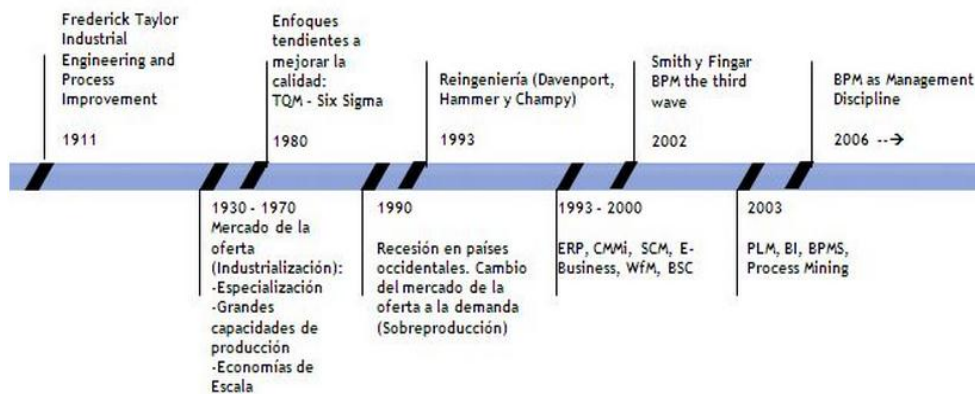 Frederick Taylor
Industrial
Engineering and
Process
Improvement
1911
Enfoques
tendientes a
mejorar la
calidad:
TQM - Six Sigma
1980
Reingeniería (Davenport,
Hammer y Champy)
1993
Smith y Fingar
BPM the third
wave
2002
BPM as Management
Discipline
2006 --→
1930 - 1970
Mercado de la
oferta
(Industrialización):
-Especialización
-Grandes
capacidades de
producción
-Economías de
Escala
1990
Recesión en países
occidentales. Cambio
del mercado de la
oferta a la demanda
(Sobreproducción)
1993 - 2000
ERP, CMMi, SCM, E-
Business, WfM, BSC
2003
PLM, BI, BPMS,
Process Mining